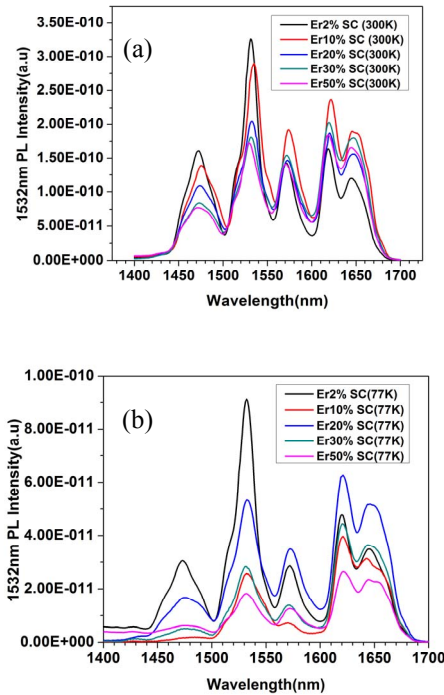 (a)
Er2% SC (300K)
Er10% SC(300K)
Er20% SC(300K)
Er30% SC(300K)
Er50% SC(300K)
1532nm PL Intensity(a.u)
3.50E-010
3.00E-010
2.50E-010
2.00E-010
1.50E-010
1.00E-010
5.00E-011
0.00E+000
1400 1450 1500 1550 1600 1650 1700
Wavelength(nm)
(b)
Er2% SC(77K)
Er10% SC(77K)
Er20% SC(77K)
Er30% SC(77K)
Er50% SC(77K)
1532nm PL Intensity(a.u)
1.00E-010
8.00E-011
6.00E-011
4.00E-011
2.00E-011
0.00E+000
1400 1450 1500 1550 1600 1650 1700
Wavelength(nm)